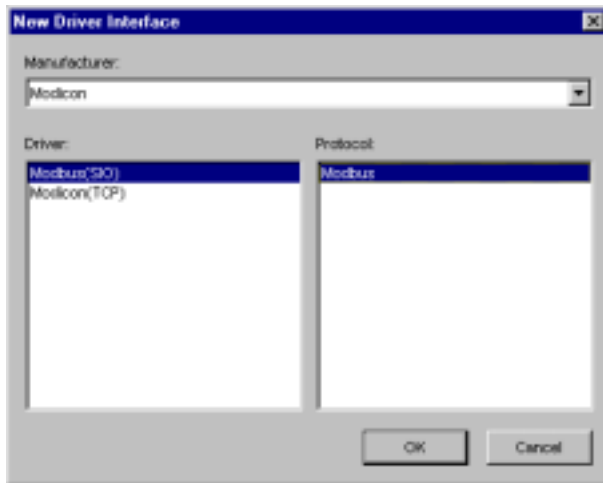 New Driver Interface
Manufacturer:
Modicon
Driver:
Protocol:
Modbus(SIO)
Modbus
Modicon(TCP)
OK
Cancel